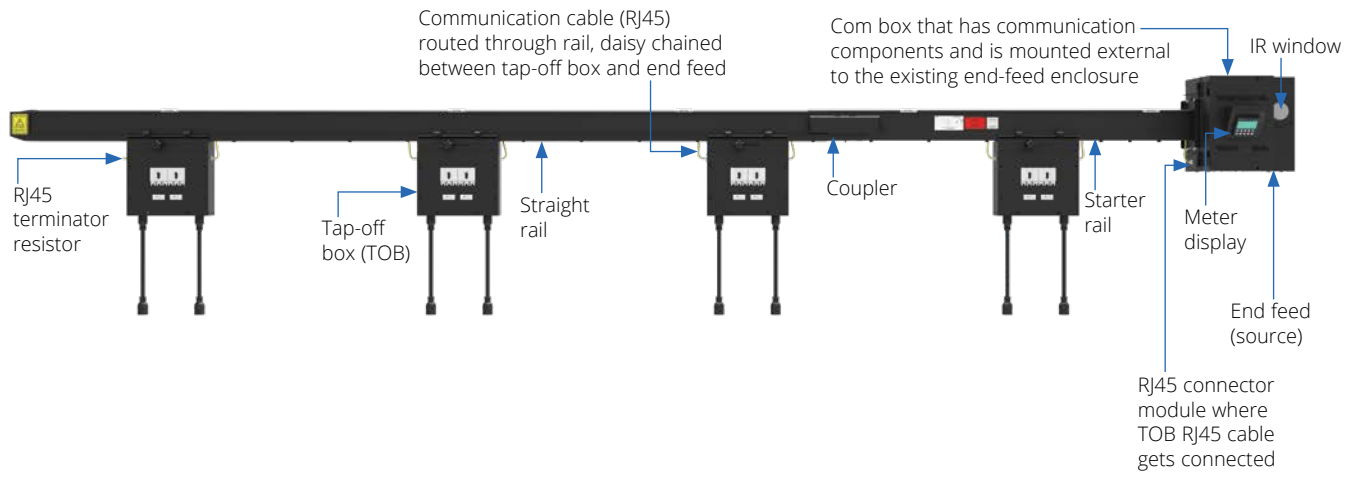 Communication cable (RJ45)
routed through rail, daisy chained
between tap-off box and end feed
Com box that has communication
components and is mounted external
to the existing end-feed enclosure
IR window
RJ45
terminator
resistor
Tap-off
box (TOB)
Straight
rail
Coupler
Starter
rail
Meter
display
End feed
(source)
RJ45 connector
module where
TOB RJ45 cable
gets connected